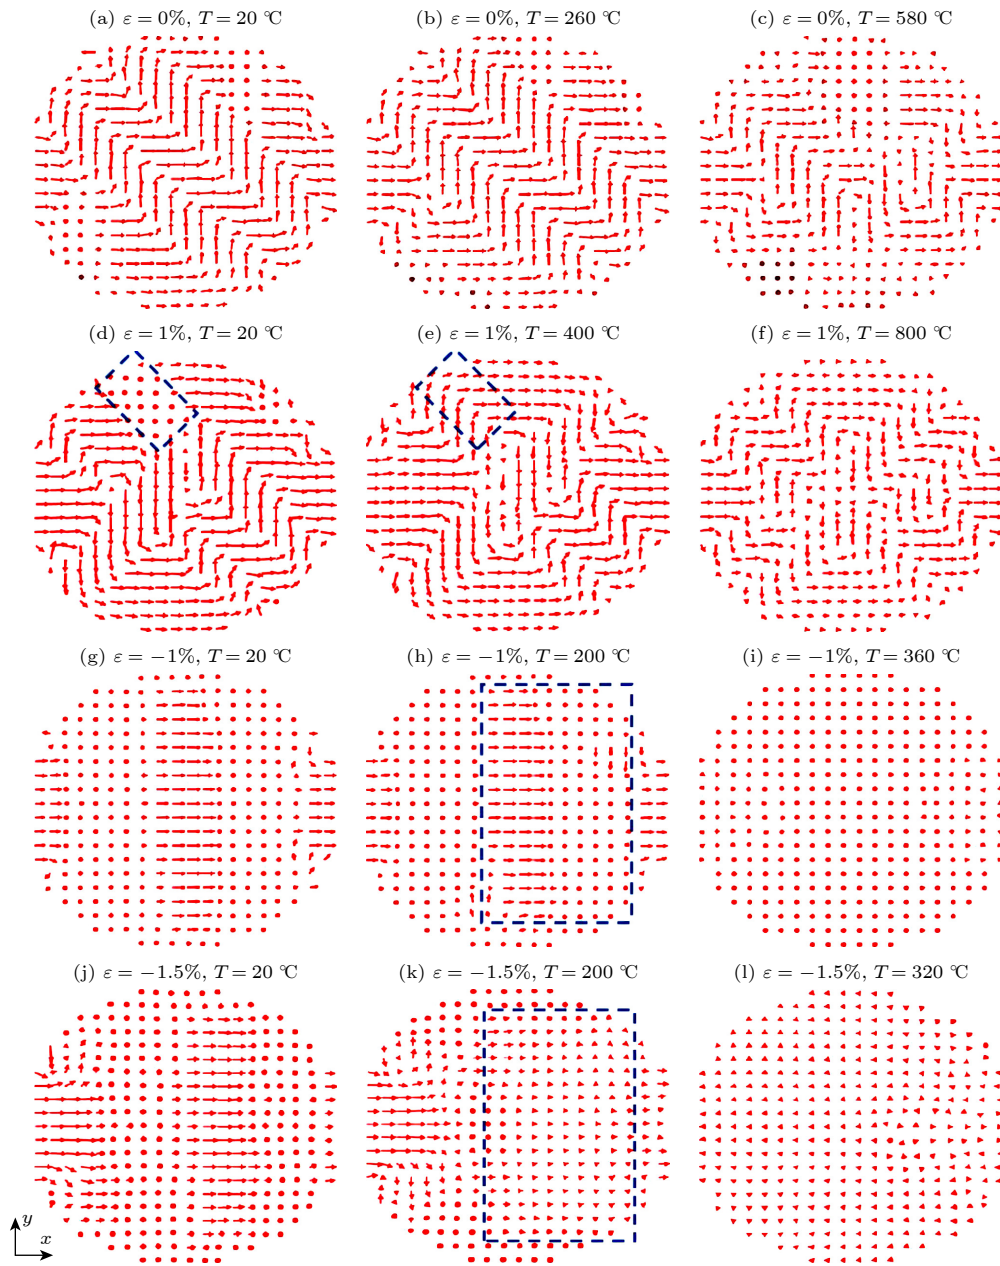 (a) ε = 0%, T = 20 ℃
(b) ε = 0%, T = 260 ℃
(c) ε = 0%, T = 580 ℃
(d) ε = 1%, T = 20 ℃
(e) ε = 1%, T = 400 ℃
(f) ε = 1%, T = 800 ℃
(g) ε = −1%, T = 20 ℃
(h) ε = −1%, T = 200 ℃
(i) ε = −1%, T = 360 ℃
(j) ε = −1.5%, T = 20 ℃
(k) ε = −1.5%, T = 200 ℃
(l) ε = −1.5%, T = 320 ℃
y
x